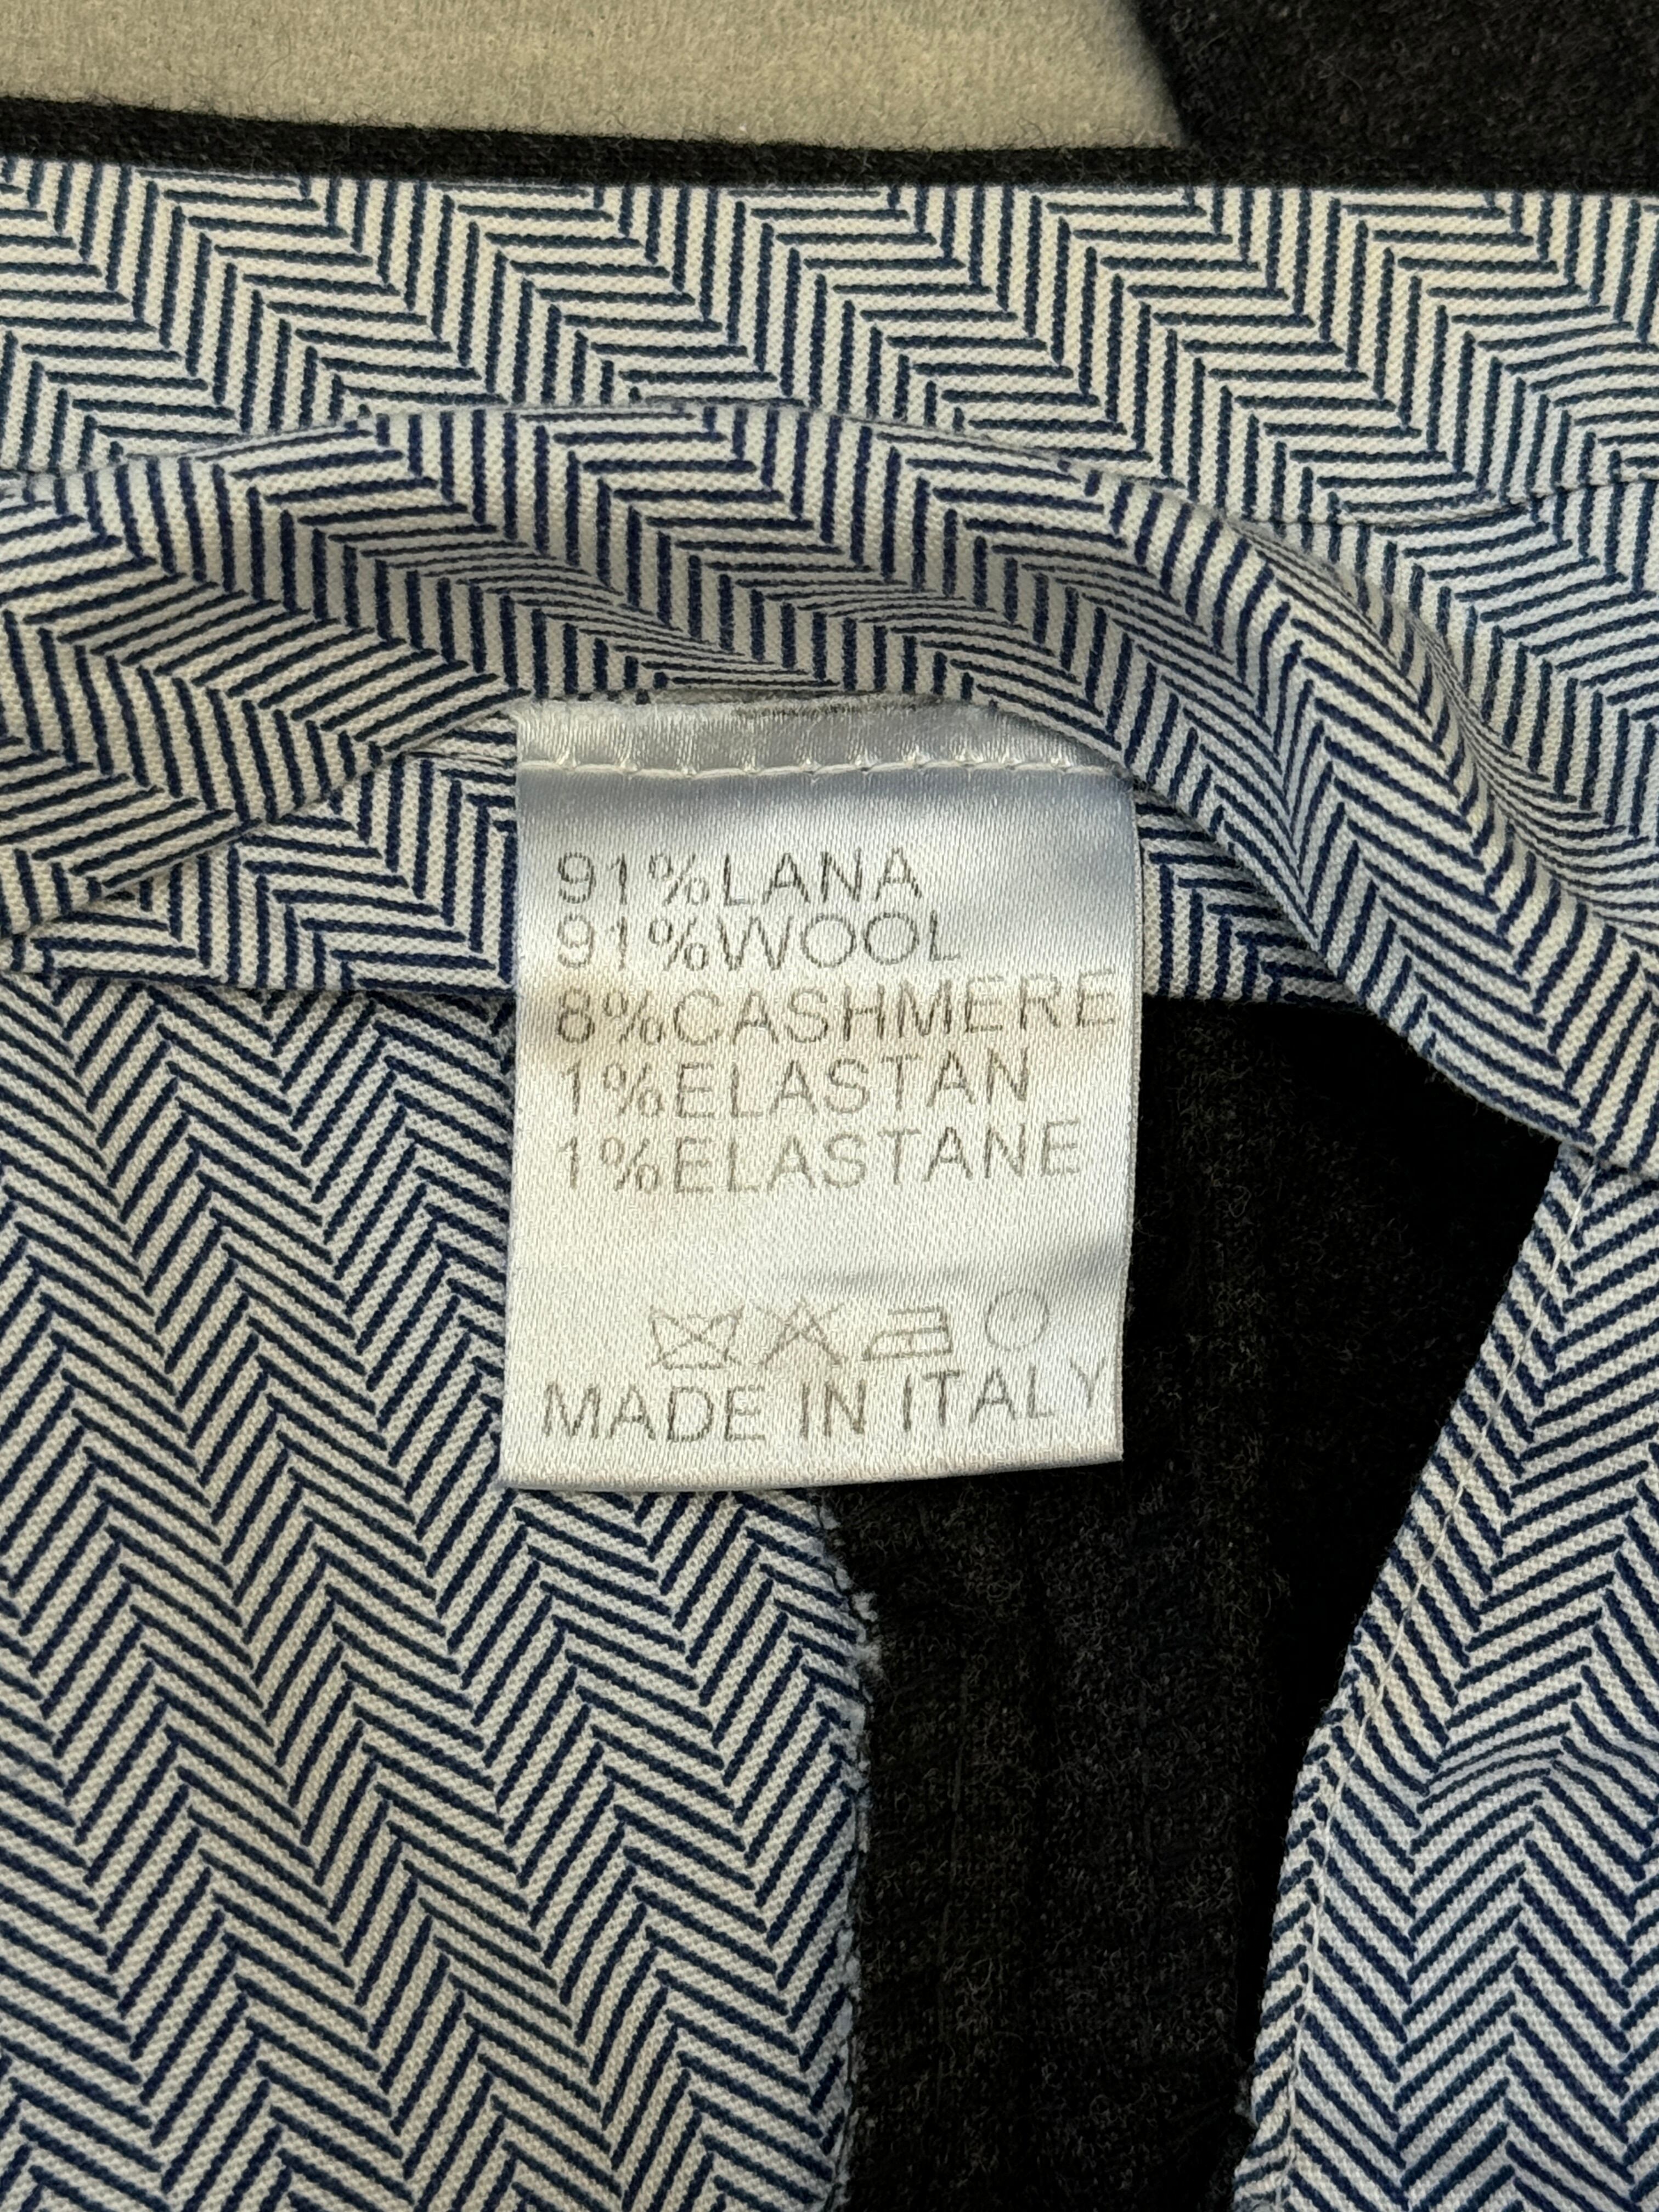 91%LANA
91%WOOL
8%CASHMERE
1%ELASTAN
1%ELASTANE
MADE IN ITALY